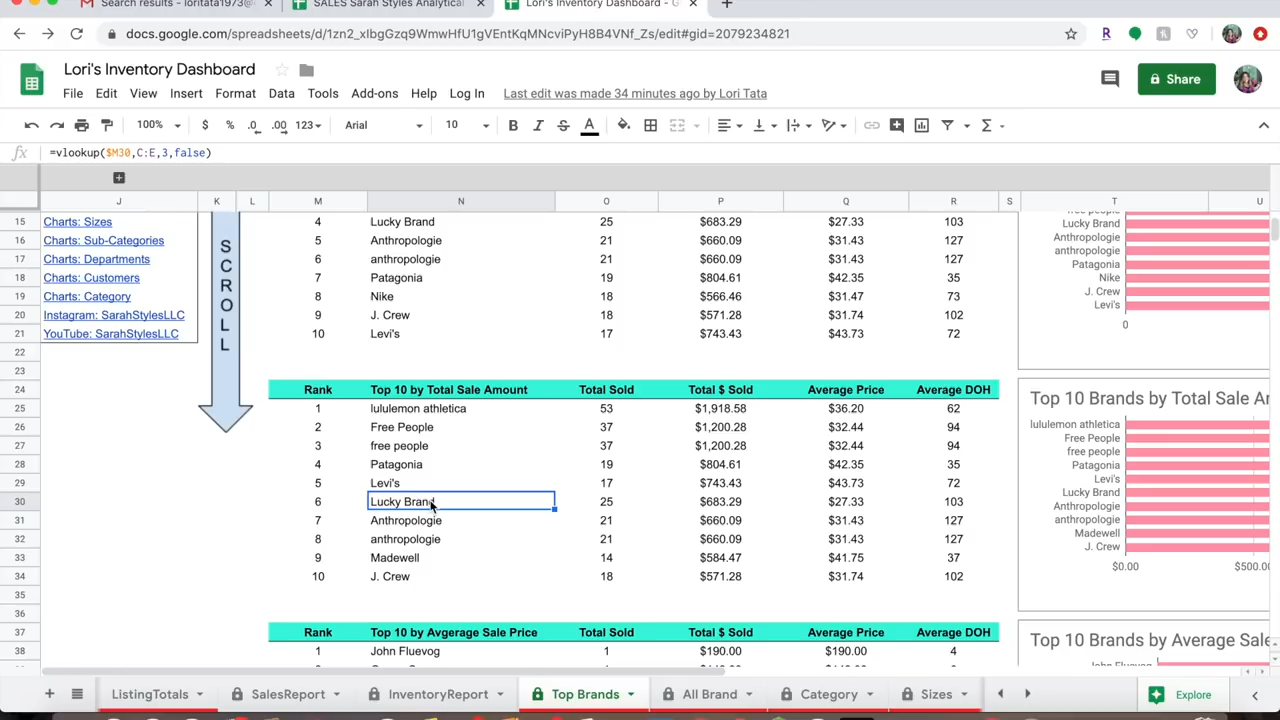 Search results - loritata1973@
SALES Sarah Styles Analytical
Lori's Inventory Dashboard - G
docs.google.com/spreadsheets/d/1zn2_xIbgGzq9WmwHfU1gVEntKqMNcviPyH8B4VNf_Zs/edit#gid=2079234821
Lori's Inventory Dashboard
Share
File Edit View Insert Format Data Tools Add-ons Help Log In Last edit was made 34 minutes ago by Lori Tata
100% $ % .0 .00 123 Arial 10 B I S A Σ
fx =vlookup($M30,C:E,3,false)
J K L M N O P Q R S T U
15 Charts: Sizes 4 Lucky Brand 25 $683.29 $27.33 103
16 Charts: Sub-Categories 5 Anthropologie 21 $660.09 $31.43 127
17 Charts: Departments 6 anthropologie 21 $660.09 $31.43 127
18 Charts: Customers 7 Patagonia 19 $804.61 $42.35 35
19 Charts: Category 8 Nike 18 $566.46 $31.47 73
20 Instagram: SarahStylesLLC 9 J. Crew 18 $571.28 $31.74 102
21 YouTube: SarahStylesLLC 10 Levi's 17 $743.43 $43.73 72
SCROLL
free people
Lucky Brand
Anthropologie
anthropologie
Patagonia
Nike
J. Crew
Levi's
0
22
23
24 Rank Top 10 by Total Sale Amount Total Sold Total $ Sold Average Price Average DOH
25 1 lululemon athletica 53 $1,918.58 $36.20 62
26 2 Free People 37 $1,200.28 $32.44 94
27 3 free people 37 $1,200.28 $32.44 94
28 4 Patagonia 19 $804.61 $42.35 35
29 5 Levi's 17 $743.43 $43.73 72
30 6 Lucky Brand 25 $683.29 $27.33 103
31 7 Anthropologie 21 $660.09 $31.43 127
32 8 anthropologie 21 $660.09 $31.43 127
33 9 Madewell 14 $584.47 $41.75 37
34 10 J. Crew 18 $571.28 $31.74 102
35
36
Top 10 Brands by Total Sale Am
lululemon athletica
Free People
free people
Patagonia
Levi's
Lucky Brand
Anthropologie
anthropologie
Madewell
J. Crew
$0.00 $500.0
37 Rank Top 10 by Avgerage Sale Price Total Sold Total $ Sold Average Price Average DOH
38 1 John Fluevog 1 $190.00 $190.00 4
Top 10 Brands by Average Sale
John Fluevog
ListingTotals SalesReport InventoryReport Top Brands All Brand Category Sizes Explore